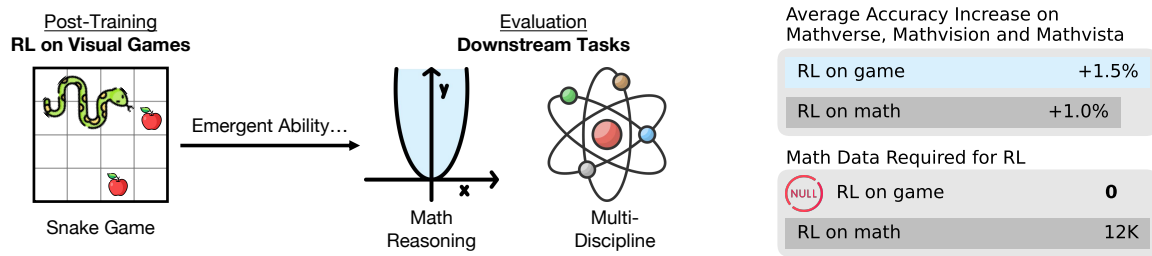 Post-Training
RL on Visual Games
Snake Game
Emergent Ability...
Evaluation
Downstream Tasks
y
x
Math
Reasoning
Multi-
Discipline
Average Accuracy Increase on
Mathverse, Mathvision and Mathvista
RL on game +1.5%
RL on math +1.0%
Math Data Required for RL
NULL RL on game 0
RL on math 12K